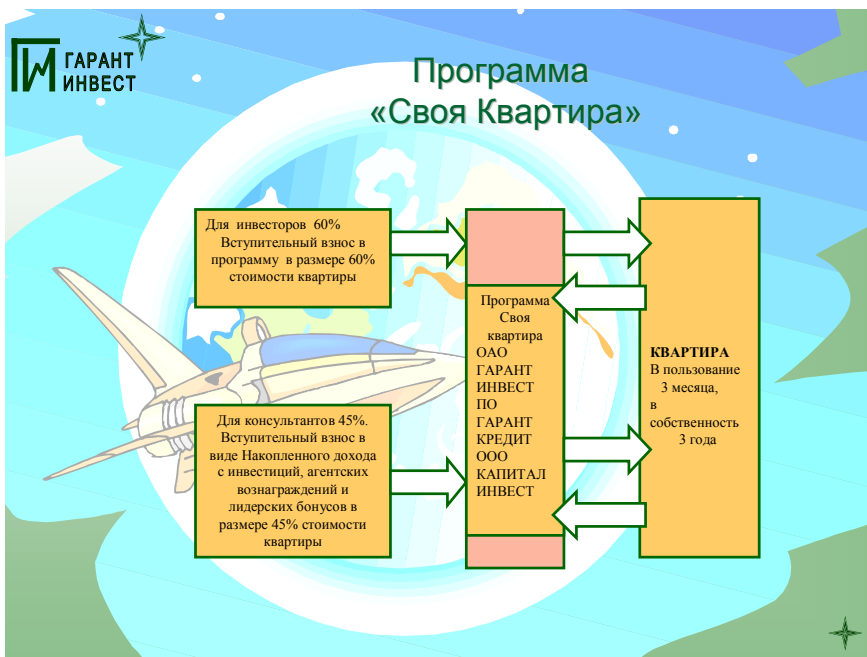 ГАРАНТ
ИНВЕСТ
Программа
«Своя Квартира»
Для инвесторов 60%
Вступительный взнос в
программу в размере 60%
стоимости квартиры
Для консультантов 45%.
Вступительный взнос в
виде Накопленного дохода
с инвестиций, агентских
вознаграждений и
лидерских бонусов в
размере 45% стоимости
квартиры
Программа
Своя
квартира
ОАО
ГАРАНТ
ИНВЕСТ
ПО
ГАРАНТ
КРЕДИТ
ООО
КАПИТАЛ
ИНВЕСТ
КВАРТИРА
В пользование
3 месяца,
в
собственность
3 года